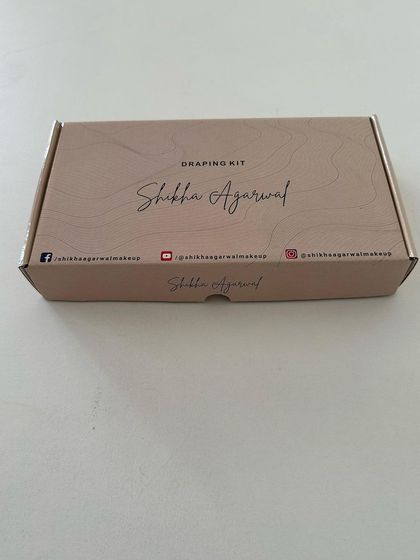 DRAPING KIT
Shikha Agarwal
/shikhaagarwalmakeup /@shikhaagarwalmakeup @shikhaagarwalmakeup
Shikha Agarwal